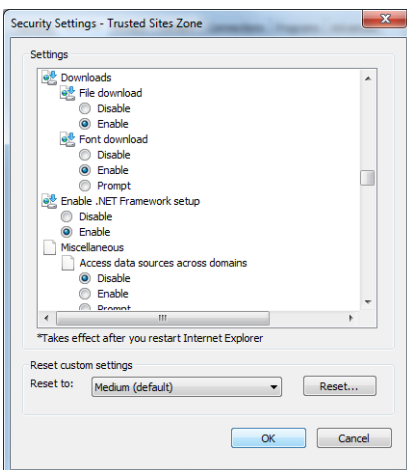 Security Settings - Trusted Sites Zone
Settings
Downloads
File download
Disable
Enable
Font download
Disable
Enable
Prompt
Enable .NET Framework setup
Disable
Enable
Miscellaneous
Access data sources across domains
Disable
Enable
Prompt
*Takes effect after you restart Internet Explorer
Reset custom settings
Reset to:
Medium (default)
Reset...
OK
Cancel